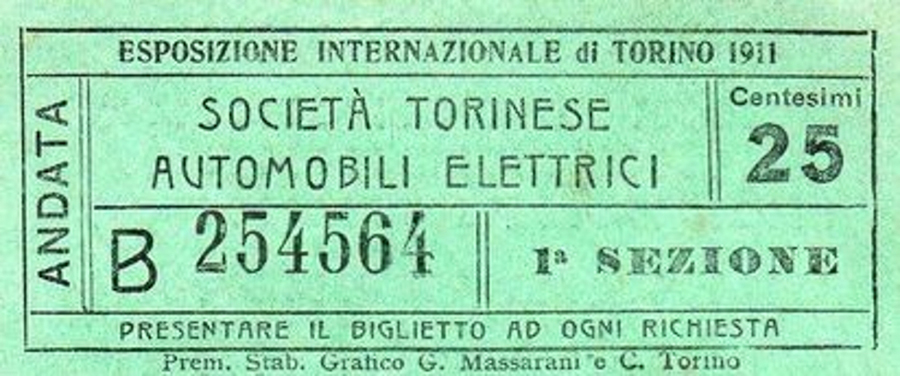 ESPOSIZIONE INTERNAZIONALE di TORINO 1911
ANDATA
SOCIETÀ TORINESE
AUTOMOBILI ELETTRICI
Centesimi
25
B 254564
1ª SEZIONE
PRESENTARE IL BIGLIETTO AD OGNI RICHIESTA
Prem. Stab. Grafico G. Massarani e C. Torino